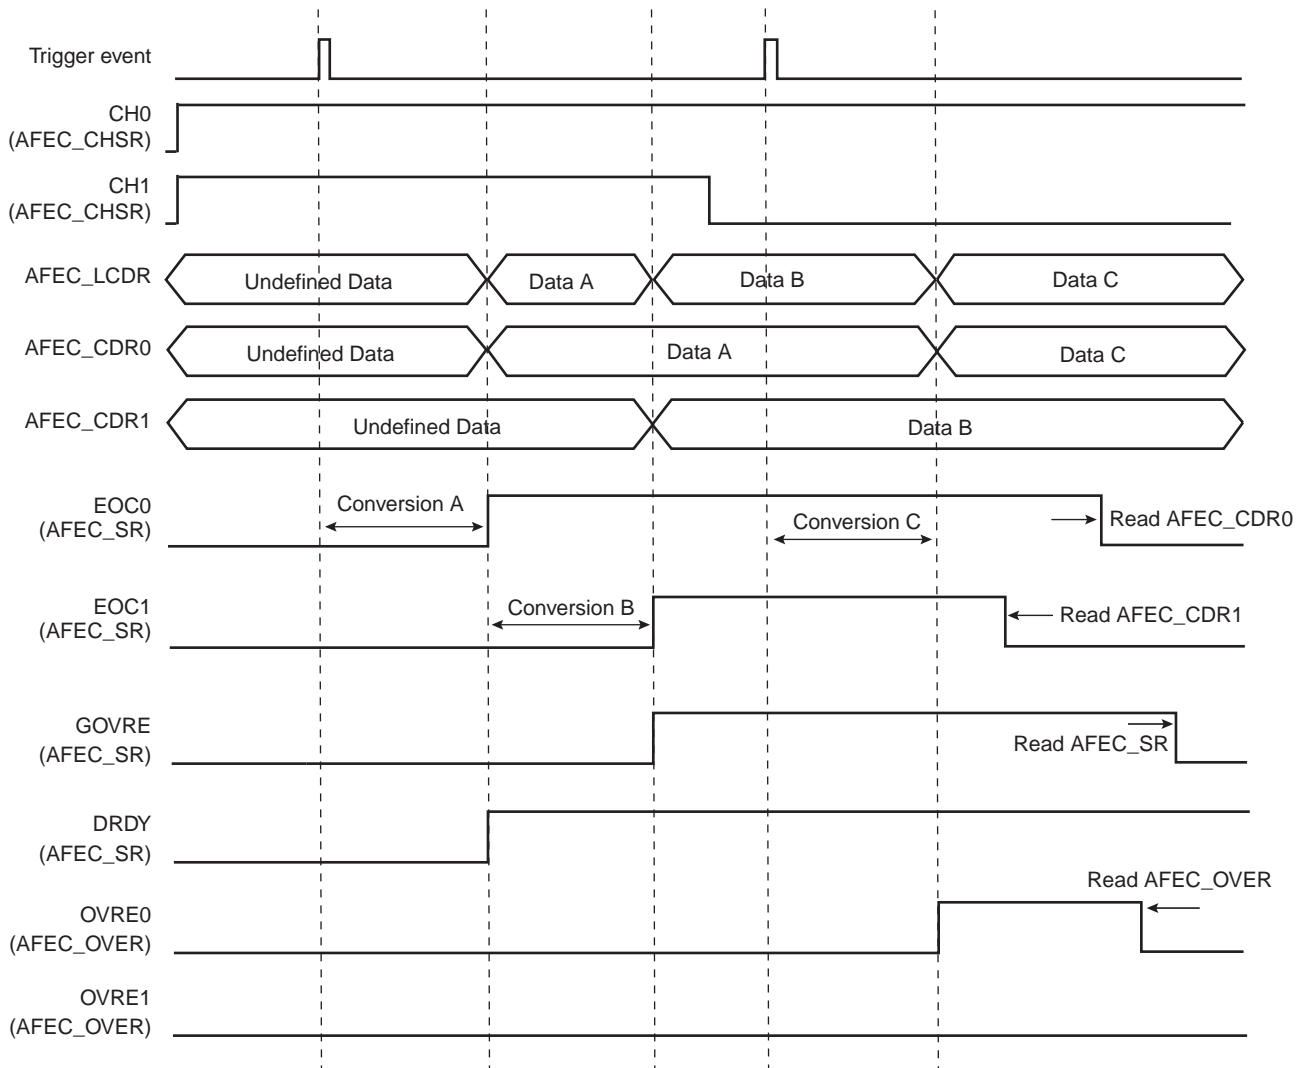 Trigger event
CH0
(AFEC_CHSR)
CH1
(AFEC_CHSR)
AFEC_LCDR
Undefined Data
Data A
Data B
Data C
AFEC_CDR0
Undefined Data
Data A
Data C
AFEC_CDR1
Undefined Data
Data B
EOC0
(AFEC_SR)
Conversion A
Conversion C
Read AFEC_CDR0
EOC1
(AFEC_SR)
Conversion B
Read AFEC_CDR1
GOVRE
(AFEC_SR)
Read AFEC_SR
DRDY
(AFEC_SR)
Read AFEC_OVER
OVRE0
(AFEC_OVER)
OVRE1
(AFEC_OVER)